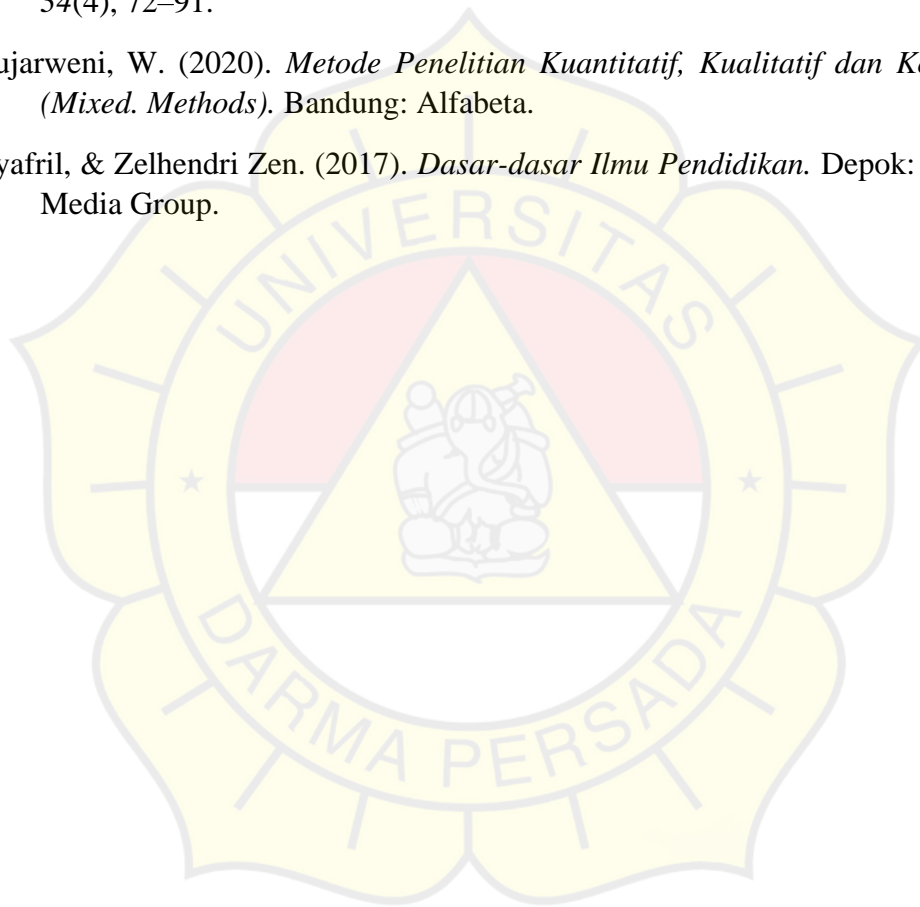 54(4), 72–91.
ujarweni, W. (2020). Metode Penelitian Kuantitatif, Kualitatif dan
(Mixed. Methods). Bandung: Alfabeta.
yafril, & Zelhendri Zen. (2017). Dasar-dasar Ilmu Pendidikan. Depok:
Media Group.
UNIVERSITAS
DARMA PERSADA